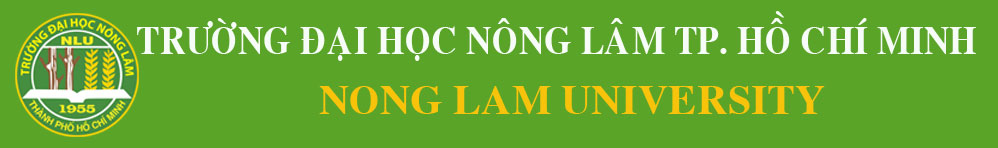 TRƯỜNG ĐẠI HỌC NÔNG LÂM
NLU
1955
THÀNH PHỐ HỒ CHÍ MINH
TRƯỜNG ĐẠI HỌC NÔNG LÂM TP. HỒ CHÍ MINH
NONG LAM UNIVERSITY